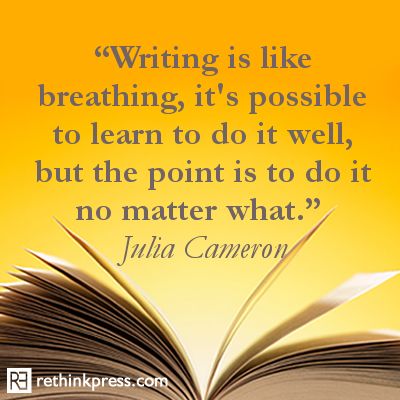 “Writing is like
breathing, it's possible
to learn to do it well,
but the point is to do it
no matter what.”
Julia Cameron
RE rethinkpress.com